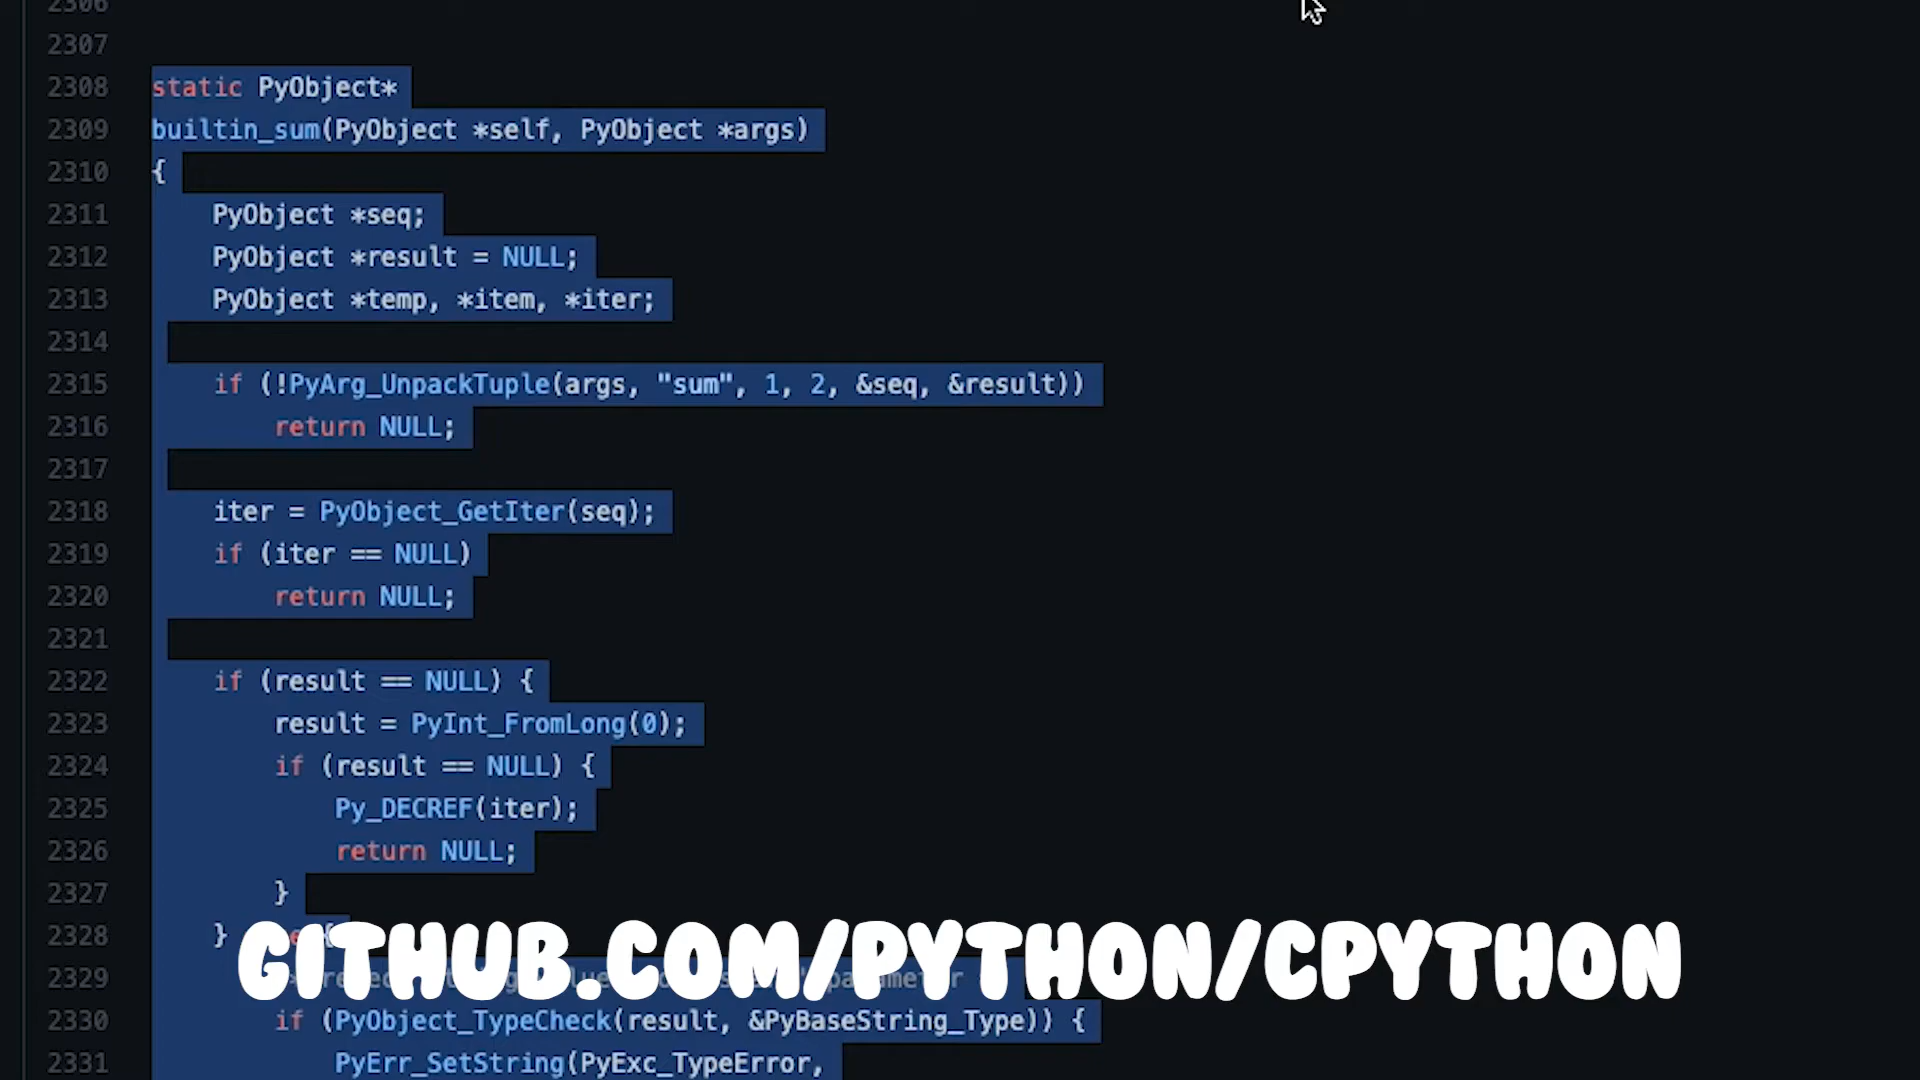 2306
2307
2308 static PyObject*
2309 builtin_sum(PyObject *self, PyObject *args)
2310 {
2311 PyObject *seq;
2312 PyObject *result = NULL;
2313 PyObject *temp, *item, *iter;
2314
2315 if (!PyArg_UnpackTuple(args, "sum", 1, 2, &seq, &result))
2316 return NULL;
2317
2318 iter = PyObject_GetIter(seq);
2319 if (iter == NULL)
2320 return NULL;
2321
2322 if (result == NULL) {
2323 result = PyInt_FromLong(0);
2324 if (result == NULL) {
2325 Py_DECREF(iter);
2326 return NULL;
2327 }
2328 } {
GITHUB.COM/PYTHON/CPYTHON
2329 parameter
2330 if (PyObject_TypeCheck(result, &PyBaseString_Type)) {
2331 PyErr_SetString(PyExc_TypeError,